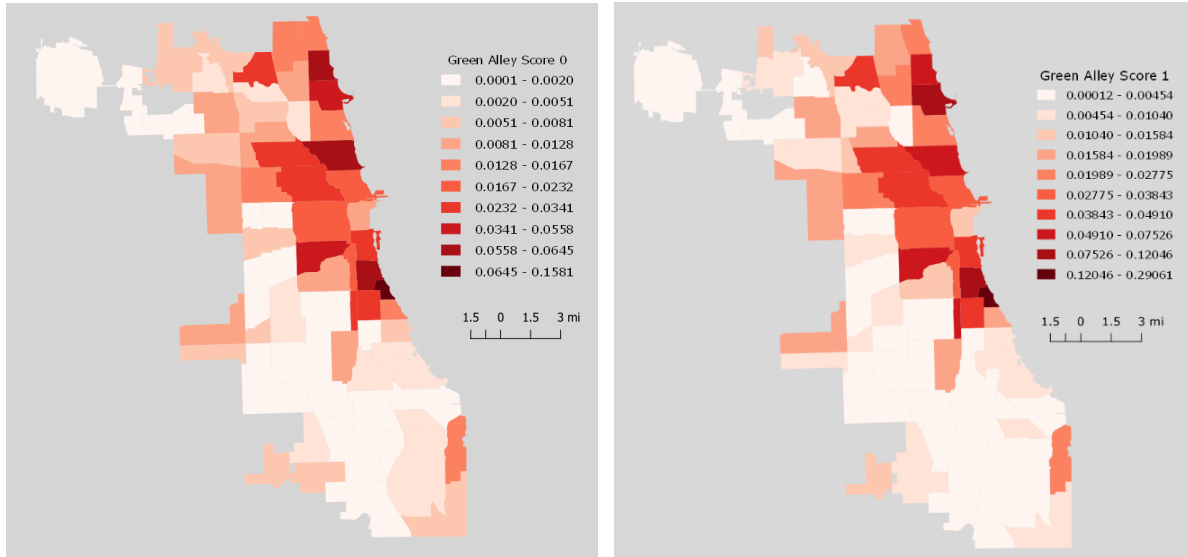 Green Alley Score 0
0.0001 - 0.0020
0.0020 - 0.0051
0.0051 - 0.0081
0.0081 - 0.0128
0.0128 - 0.0167
0.0167 - 0.0232
0.0232 - 0.0341
0.0341 - 0.0558
0.0558 - 0.0645
0.0645 - 0.1581
1.5 0 1.5 3 mi
Green Alley Score 1
0.00012 - 0.00454
0.00454 - 0.01040
0.01040 - 0.01584
0.01584 - 0.01989
0.01989 - 0.02775
0.02775 - 0.03843
0.03843 - 0.04910
0.04910 - 0.07526
0.07526 - 0.12046
0.12046 - 0.29061
1.5 0 1.5 3 mi